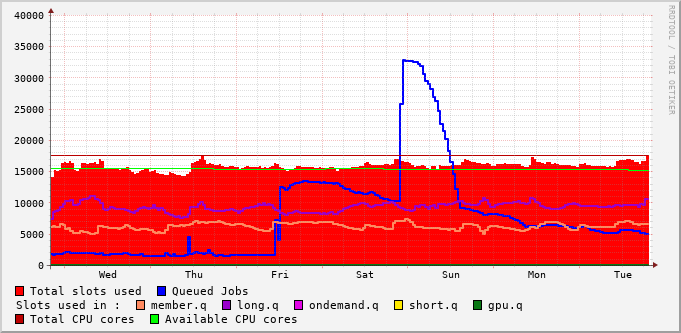 RRDTOOL / TOBI OETIKER
40000
35000
30000
25000
20000
15000
10000
5000
0
Wed Thu Fri Sat Sun Mon Tue
Total slots used Queued Jobs
Slots used in : member.q long.q ondemand.q short.q gpu.q
Total CPU cores Available CPU cores